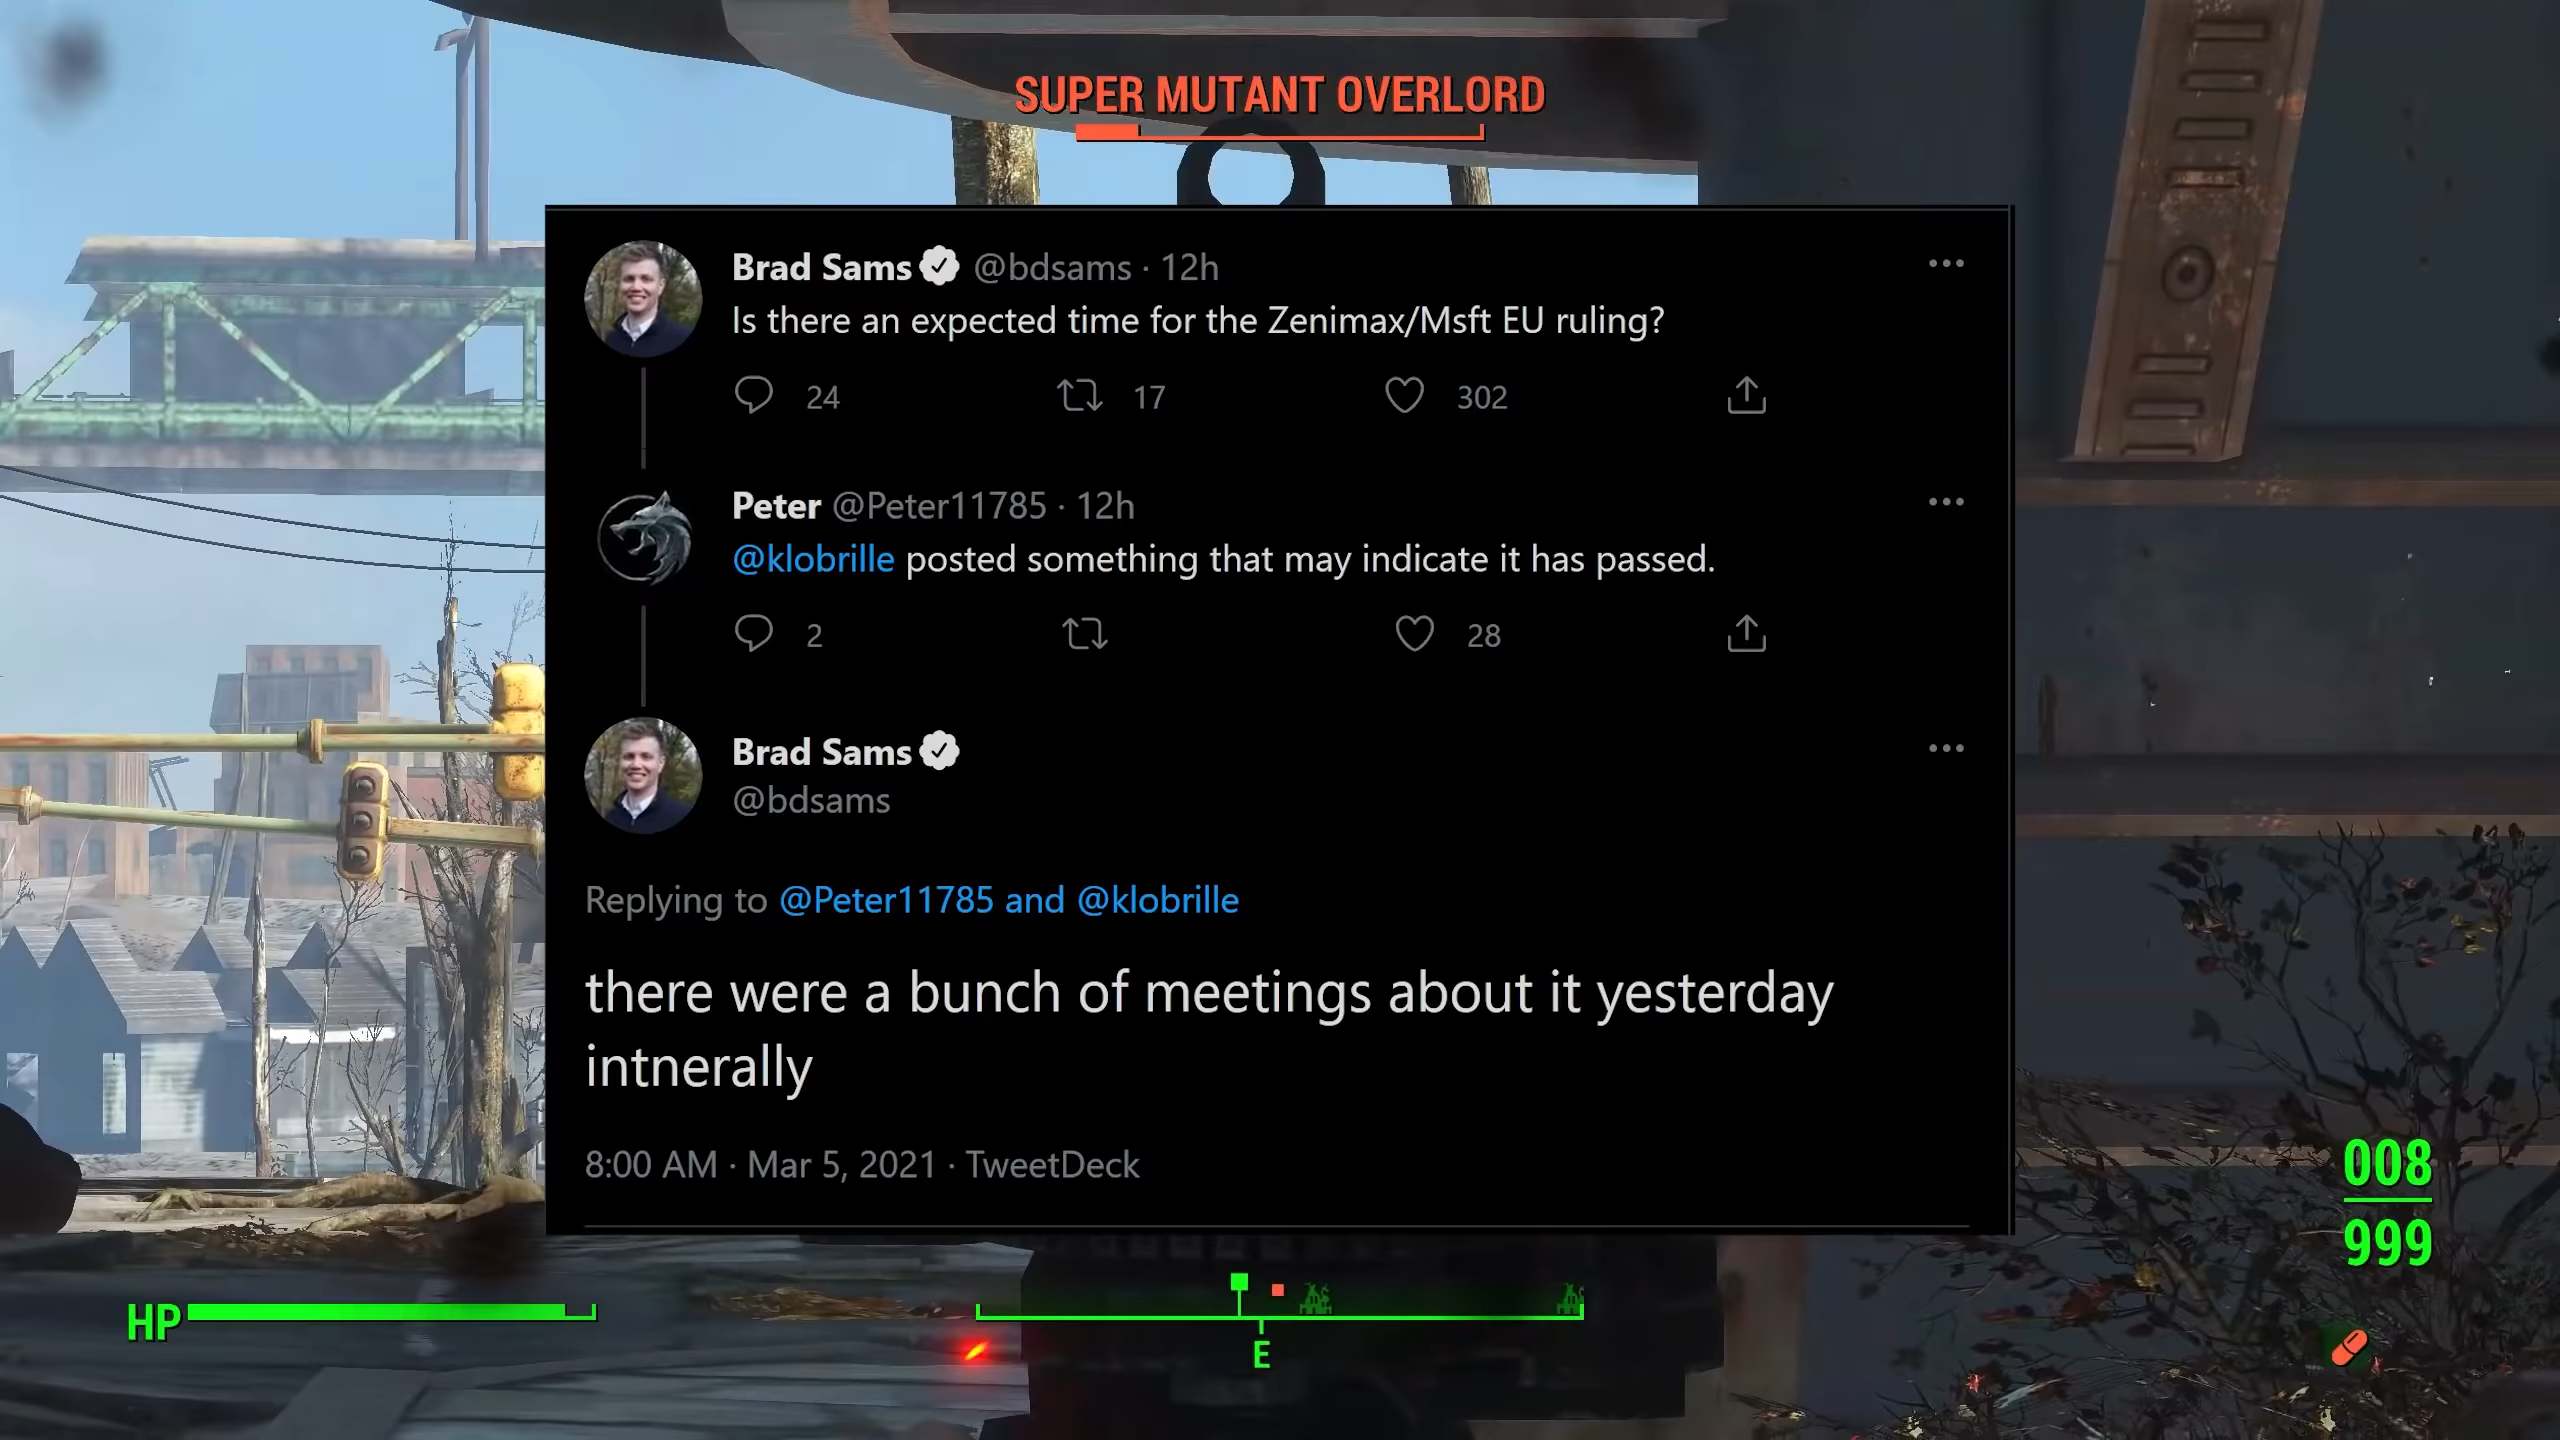 SUPER MUTANT OVERLORD
Brad Sams @bdsams · 12h
Is there an expected time for the Zenimax/Msft EU ruling?
24 17 302
Peter @Peter11785 · 12h
@klobrille posted something that may indicate it has passed.
2 28
Brad Sams
@bdsams
Replying to @Peter11785 and @klobrille
there were a bunch of meetings about it yesterday
intnerally
8:00 AM · Mar 5, 2021 · TweetDeck
008
999
HP
E